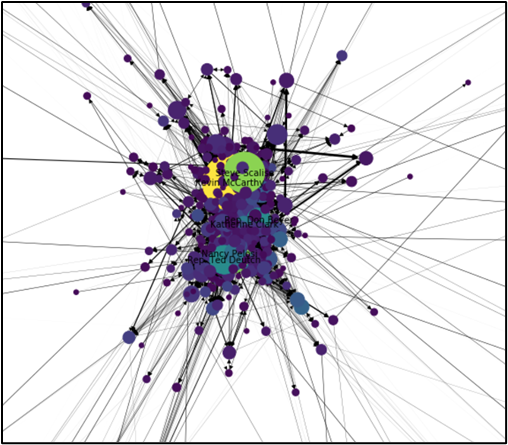 Steve Scalise
Kevin McCarthy
Rep. Don Beyer
Katherine Clark
Nancy Pelosi
Rep. Ted Deutch